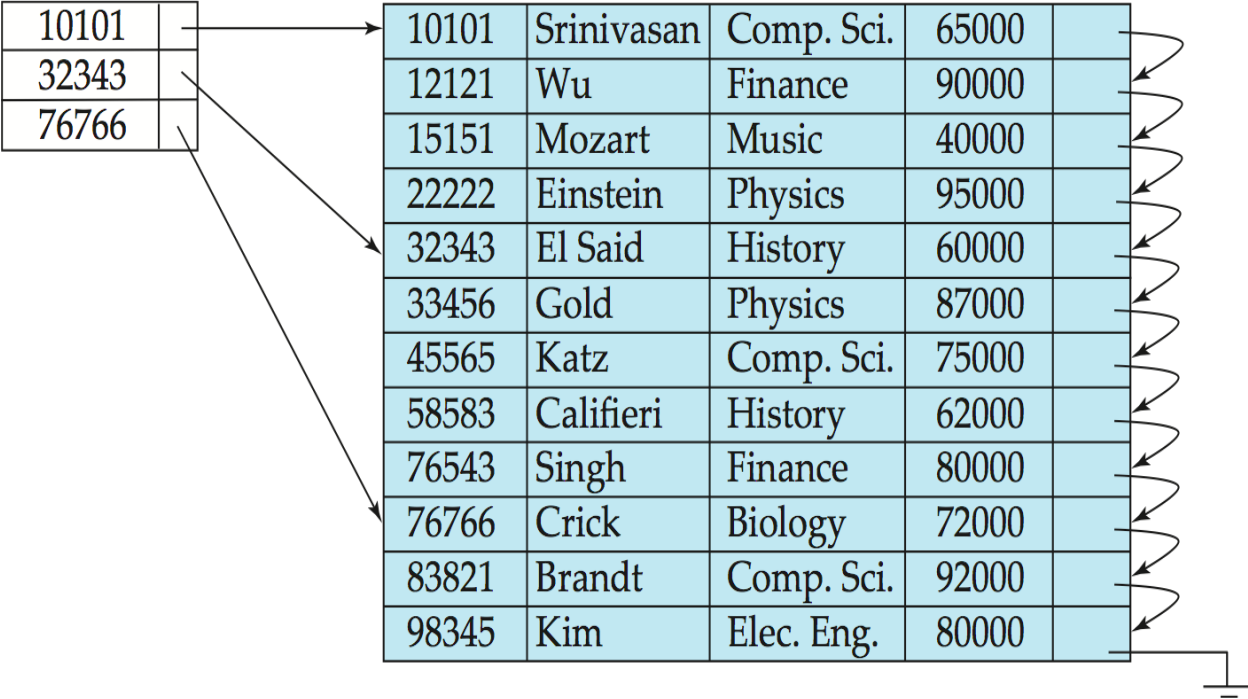 10101
32343
76766
10101 Srinivasan Comp. Sci. 65000
12121 Wu Finance 90000
15151 Mozart Music 40000
22222 Einstein Physics 95000
32343 El Said History 60000
33456 Gold Physics 87000
45565 Katz Comp. Sci. 75000
58583 Califieri History 62000
76543 Singh Finance 80000
76766 Crick Biology 72000
83821 Brandt Comp. Sci. 92000
98345 Kim Elec. Eng. 80000